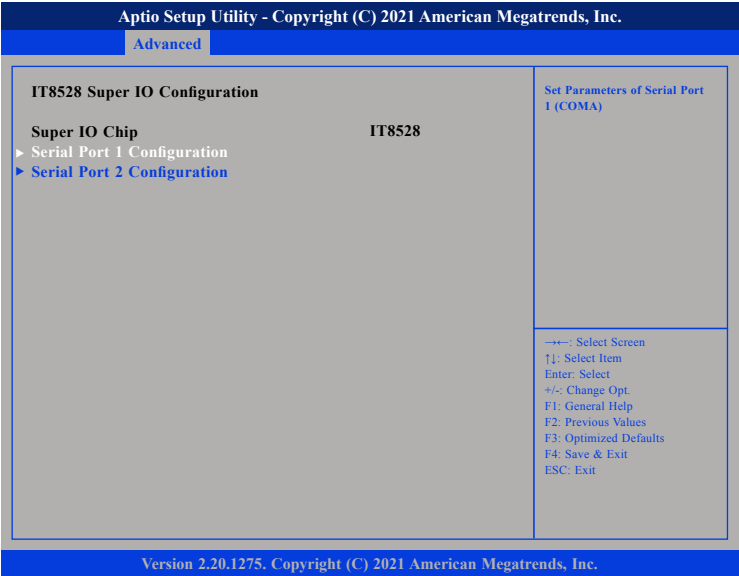 Aptio Setup Utility - Copyright (C) 2021 American Megatrends, Inc.
Advanced
IT8528 Super IO Configuration
Super IO Chip IT8528
► Serial Port 1 Configuration
► Serial Port 2 Configuration
Set Parameters of Serial Port
1 (COMA)
→←: Select Screen
↑↓: Select Item
Enter: Select
+/-: Change Opt.
F1: General Help
F2: Previous Values
F3: Optimized Defaults
F4: Save & Exit
ESC: Exit
Version 2.20.1275. Copyright (C) 2021 American Megatrends, Inc.